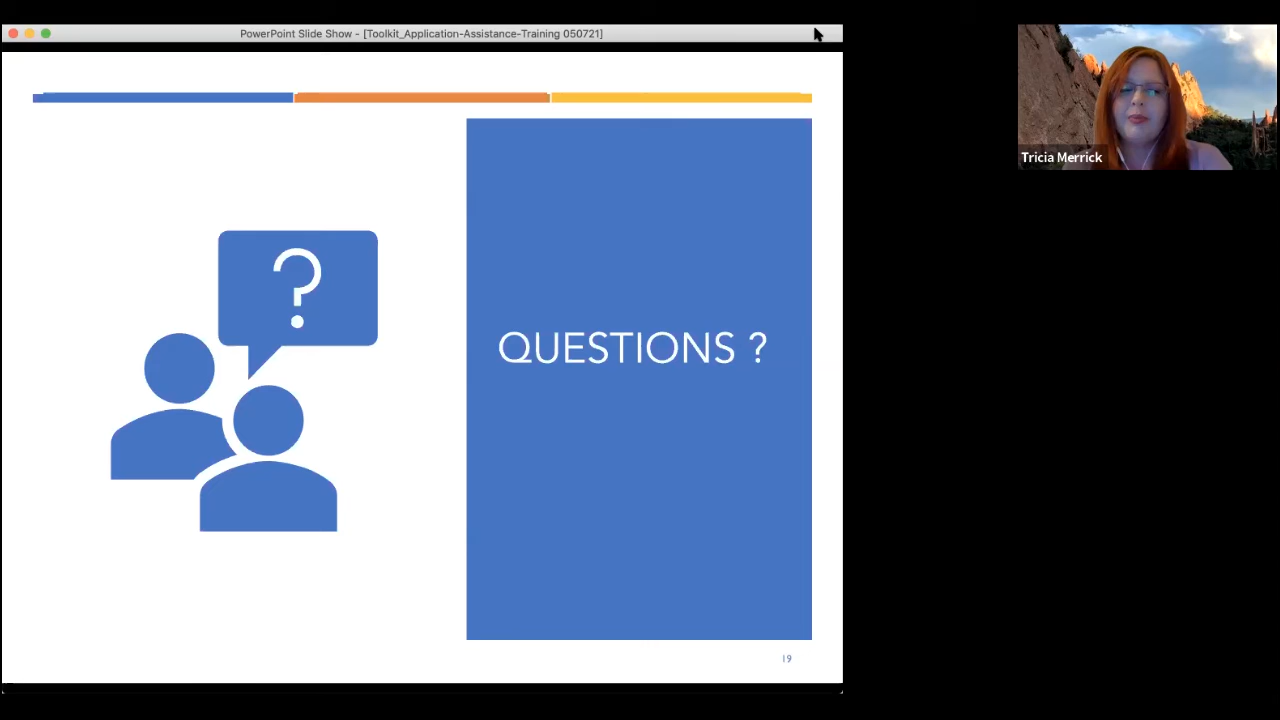 PowerPoint Slide Show - [Toolkit_Application-Assistance-Training 050721]
?
QUESTIONS ?
19
Tricia Merrick